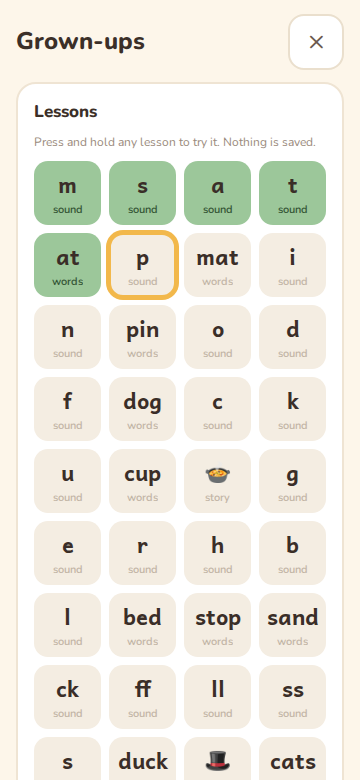 Grown-ups
Lessons
Press and hold any lesson to try it. Nothing is saved.
m s a t
sound sound sound sound
at p mat i
words sound words sound
n pin o d
sound words sound sound
f dog c k
sound words sound sound
u cup g
sound words story sound
e r h b
sound sound sound sound
l bed stop sand
sound words words words
ck ff ll ss
sound sound sound sound
s duck cats